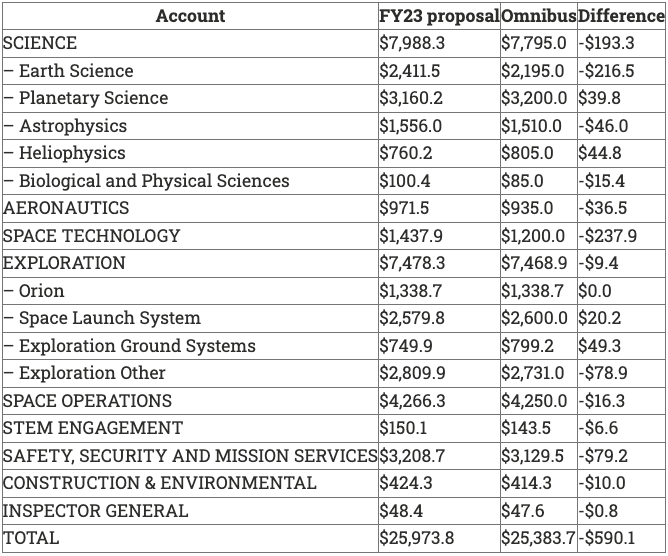 Account FY23 proposal Omnibus Difference
SCIENCE $7,988.3 $7,795.0 -$193.3
– Earth Science $2,411.5 $2,195.0 -$216.5
– Planetary Science $3,160.2 $3,200.0 $39.8
– Astrophysics $1,556.0 $1,510.0 -$46.0
– Heliophysics $760.2 $805.0 $44.8
– Biological and Physical Sciences $100.4 $85.0 -$15.4
AERONAUTICS $971.5 $935.0 -$36.5
SPACE TECHNOLOGY $1,437.9 $1,200.0 -$237.9
EXPLORATION $7,478.3 $7,468.9 -$9.4
– Orion $1,338.7 $1,338.7 $0.0
– Space Launch System $2,579.8 $2,600.0 $20.2
– Exploration Ground Systems $749.9 $799.2 $49.3
– Exploration Other $2,809.9 $2,731.0 -$78.9
SPACE OPERATIONS $4,266.3 $4,250.0 -$16.3
STEM ENGAGEMENT $150.1 $143.5 -$6.6
SAFETY, SECURITY AND MISSION SERVICES $3,208.7 $3,129.5 -$79.2
CONSTRUCTION & ENVIRONMENTAL $424.3 $414.3 -$10.0
INSPECTOR GENERAL $48.4 $47.6 -$0.8
TOTAL $25,973.8 $25,383.7 -$590.1